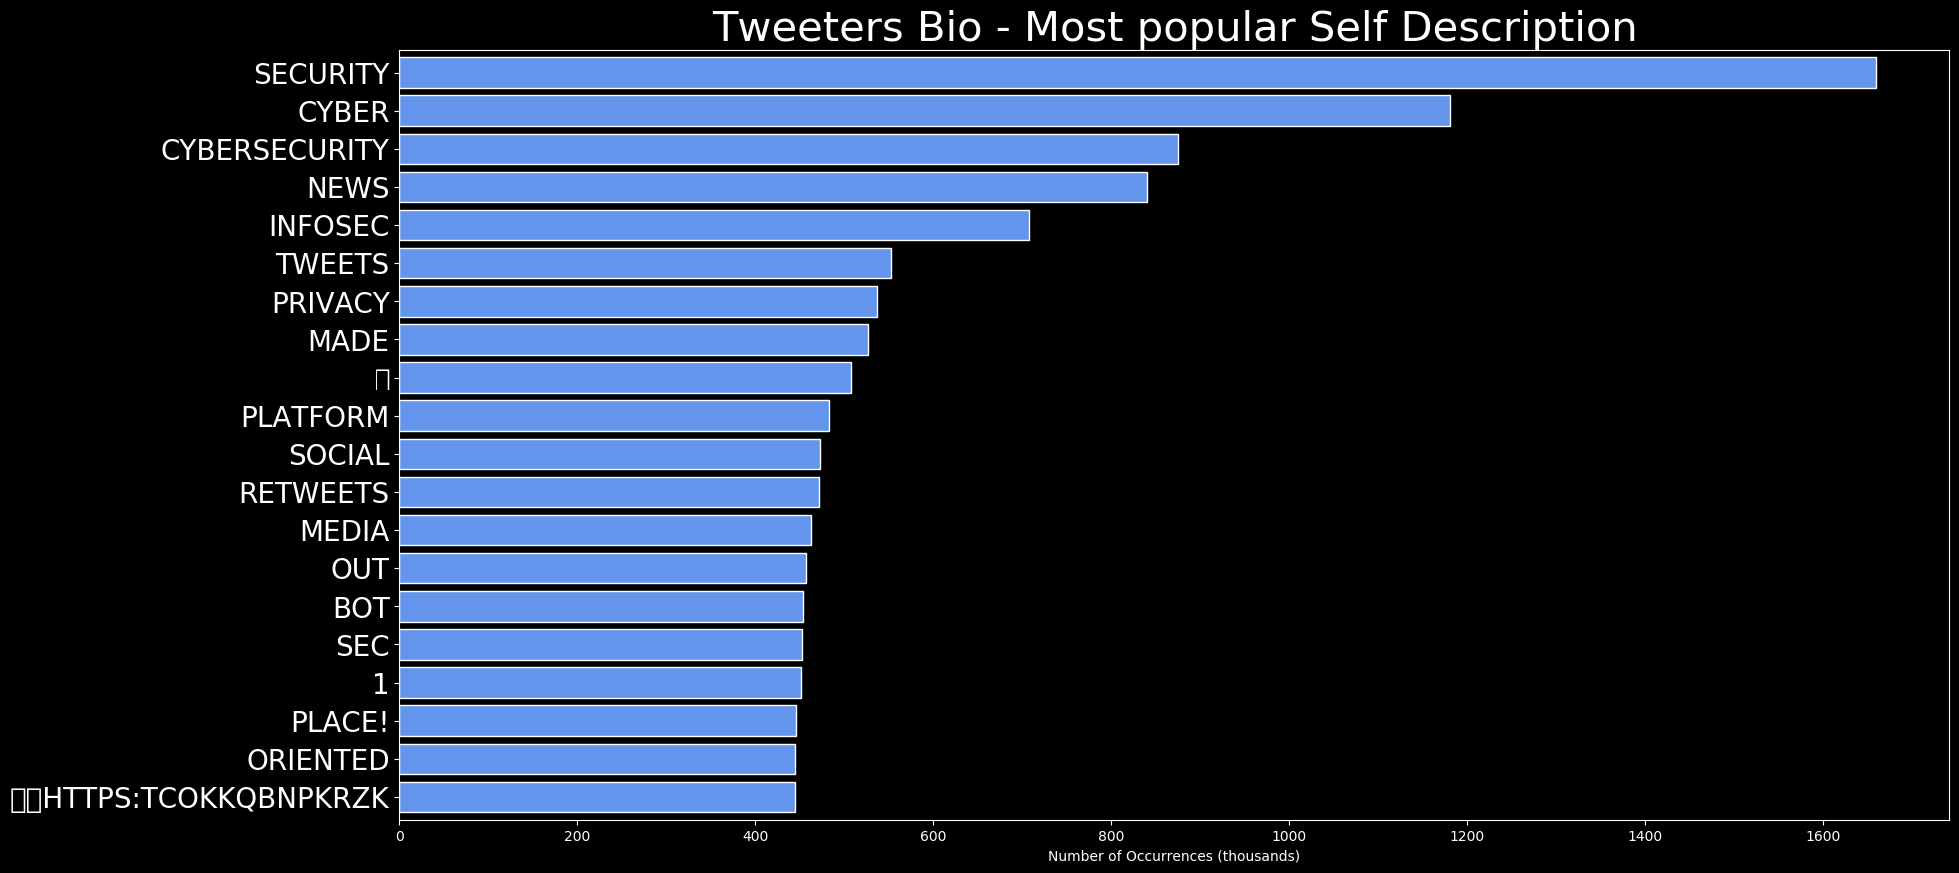 Tweeters Bio - Most popular Self Description
SECURITY
CYBER
CYBERSECURITY
NEWS
INFOSEC
TWEETS
PRIVACY
MADE
PLATFORM
SOCIAL
RETWEETS
MEDIA
OUT
BOT
SEC
1
PLACE!
ORIENTED
HTTPS:TCOKKQBNPKRZK
0 200 400 600 800 1000 1200 1400 1600
Number of Occurrences (thousands)